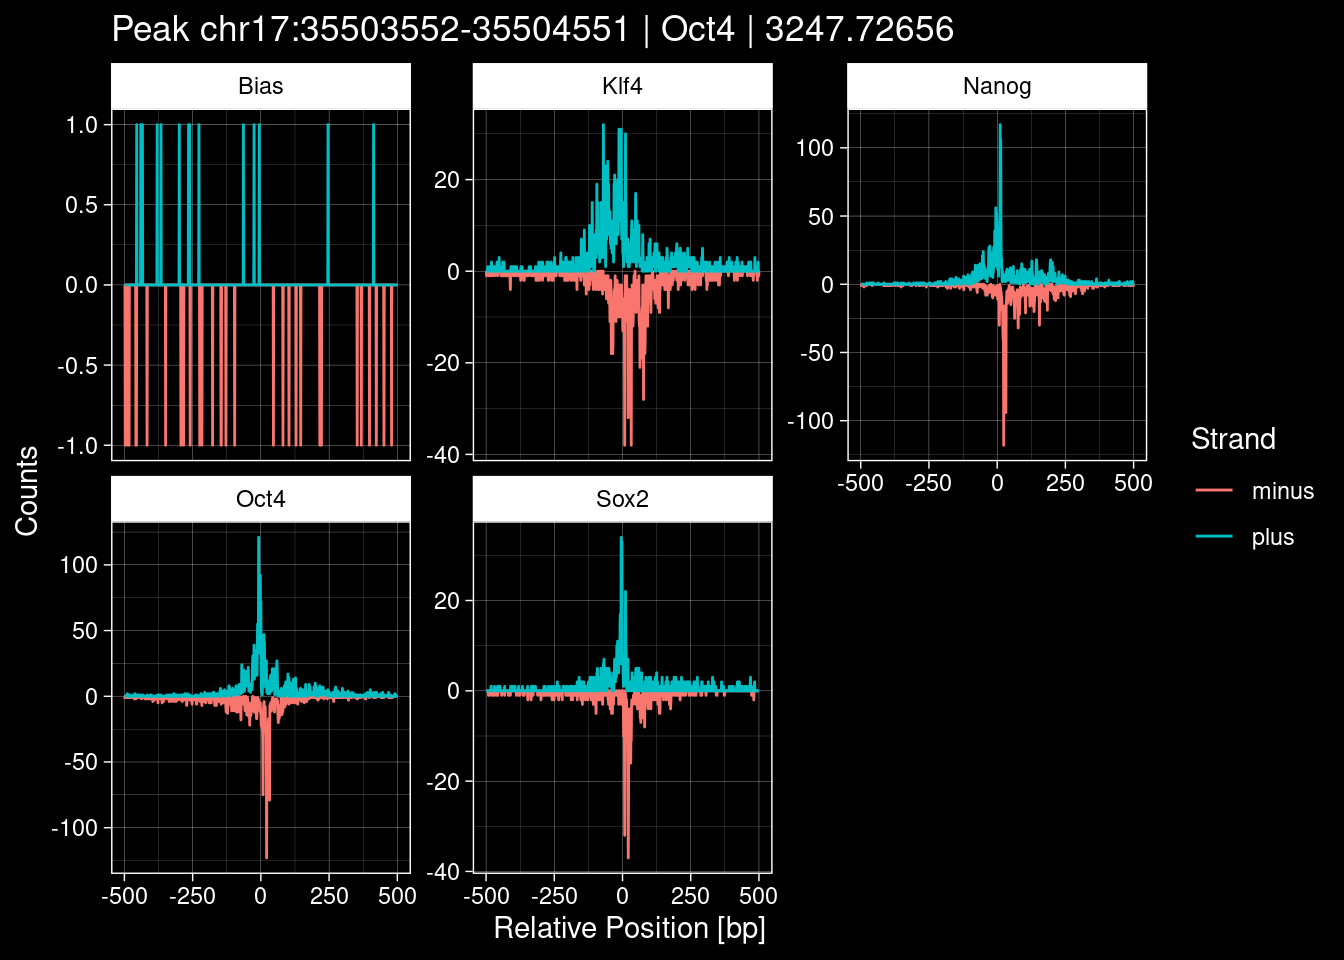 Peak chr17:35503552-35504551 | Oct4 | 3247.72656
Bias
Klf4
Nanog
1.0
0.5
0.0
-0.5
-1.0
20
0
-20
-40
100
50
0
-50
-100
-500 -250 0 250 500
Oct4
Sox2
100
50
0
-50
-100
20
0
-20
-40
-500 -250 0 250 500
-500 -250 0 250 500
Counts
Relative Position [bp]
Strand
minus
plus